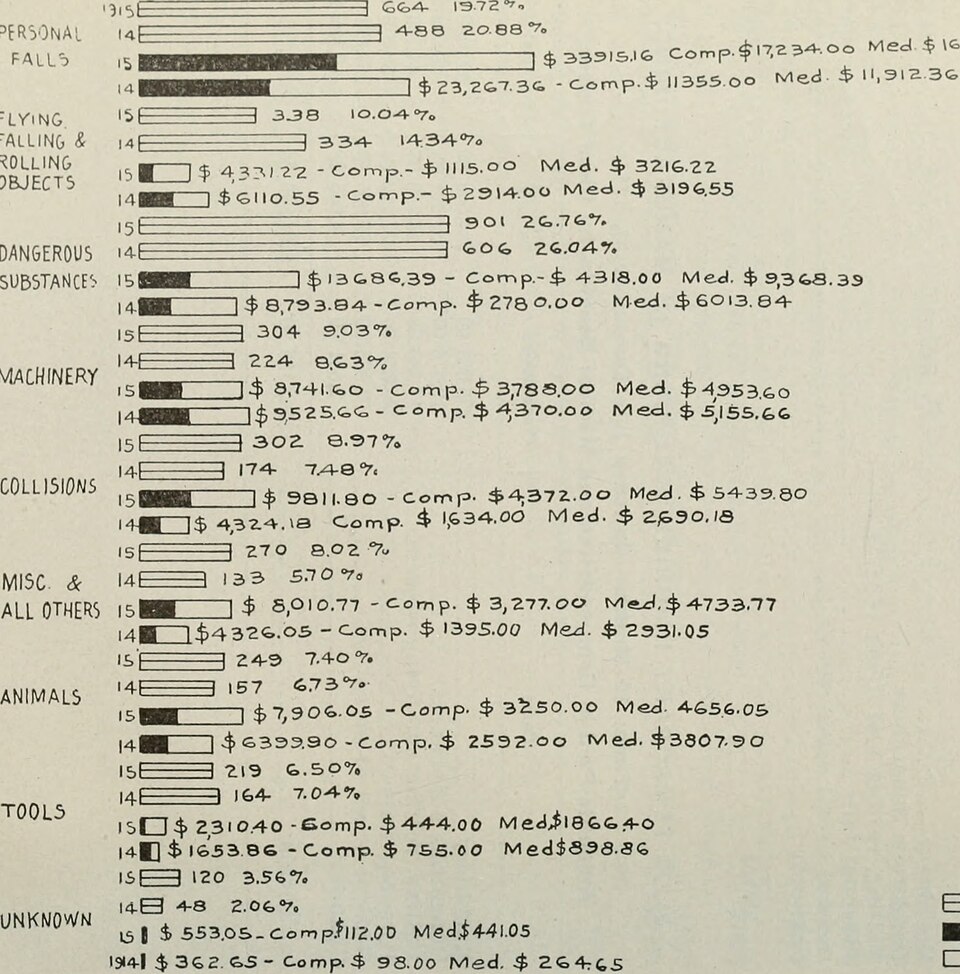 1915 664 19.72%
PERSONAL 14 488 20.88%
FALLS 15 $33915.16 Comp.$17,234.00 Med. $16
14 $23,267.36 - Comp.$ 11355.00 Med. $ 11,912.36
FLYING, 15 3.38 10.04%
FALLING & 14 334 14.34%
ROLLING 15 $ 4,331.22 - Comp.- $ 1115.00 Med. $ 3216.22
OBJECTS 14 $6110.55 - Comp.- $2914.00 Med. $ 3196.55
15 901 26.76%
DANGEROUS 14 606 26.04%
SUBSTANCES 15 $13686.39 - Comp.- $ 4318.00 Med. $9,368.39
14 $8,793.84 - Comp. $2780.00 Med. $6013.84
15 304 9.03%
14 224 8.63%
MACHINERY 15 $ 8,741.60 - Comp. $ 3,788.00 Med. $4,953.60
14 $9,525.66 - Comp. $ 4,370.00 Med. $5,155.66
15 302 8.97%
14 174 7.48%
COLLISIONS 15 $ 9811.80 - Comp. $4,372.00 Med. $5439.80
14 $ 4,324.18 Comp. $ 1,634.00 Med. $ 2,690.18
15 270 8.02%
MISC. & 14 133 5.70%
ALL OTHERS 15 $ 8,010.77 - Comp. $ 3,277.00 Med. $4733.77
14 $4326.05 - Comp. $ 1395.00 Med. $ 2931.05
15 249 7.40%
ANIMALS 14 157 6.73%
15 $7,906.05 - Comp. $ 3250.00 Med. 4656.05
14 $6399.90 - Comp. $ 2592.00 Med. $3807.90
15 219 6.50%
TOOLS 14 164 7.04%
15 $ 2,310.40 - Comp. $444.00 Med.$1866.40
14 $1653.86 - Comp. $ 755.00 Med$898.86
15 120 3.56%
UNKNOWN 14 48 2.06%
15 $ 553.05 - Comp.$112.00 Med.$441.05
1914 $362.65 - Comp. $ 98.00 Med. $ 264.65